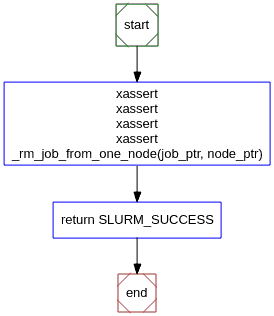 start
xassert
xassert
xassert
xassert
_rm_job_from_one_node(job_ptr, node_ptr)
return SLURM_SUCCESS
end